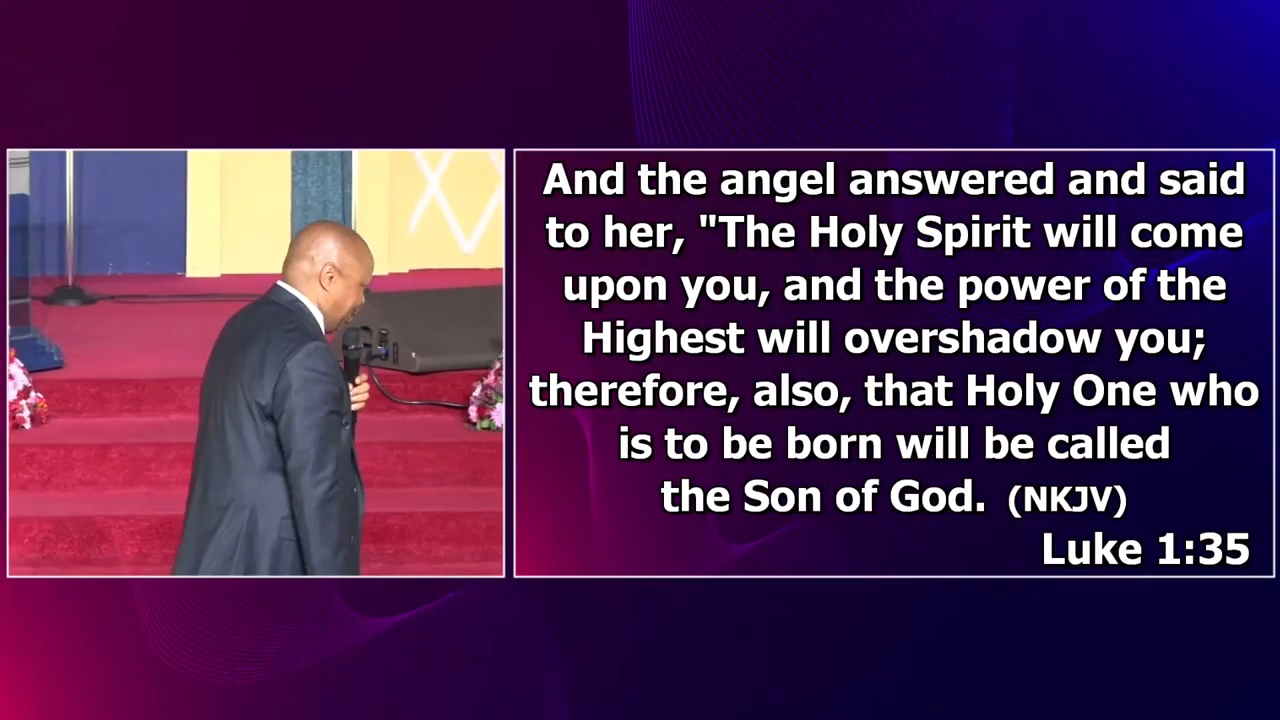 And the angel answered and said
to her, "The Holy Spirit will come
upon you, and the power of the
Highest will overshadow you;
therefore, also, that Holy One who
is to be born will be called
the Son of God. (NKJV)
Luke 1:35